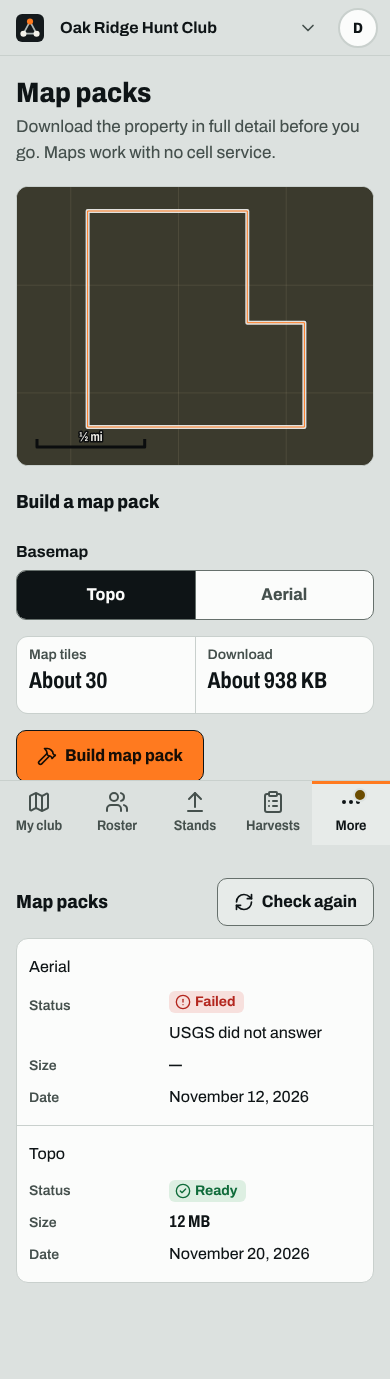 Oak Ridge Hunt Club
D
Map packs
Download the property in full detail before you
go. Maps work with no cell service.
½ mi
Build a map pack
Basemap
Topo
Aerial
Map tiles
Download
About 30
About 938 KB
Build map pack
My club
Roster
Stands
Harvests
More
Map packs
Check again
Aerial
Status
Failed
USGS did not answer
Size
—
Date
November 12, 2026
Topo
Status
Ready
Size
12 MB
Date
November 20, 2026